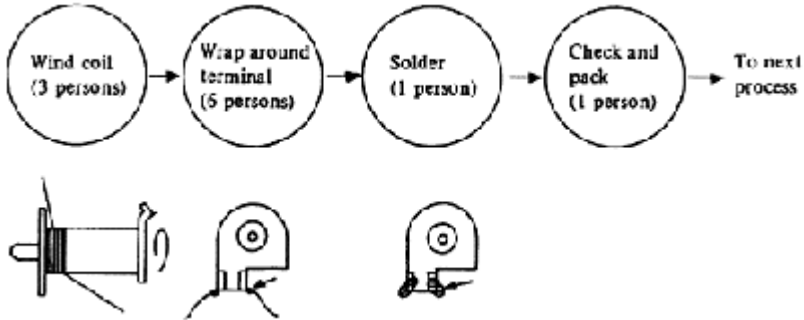 Wind coil
(3 persons)
Wrap around
terminal
(6 persons)
Solder
(1 person)
Check and
pack
(1 person)
To next
process